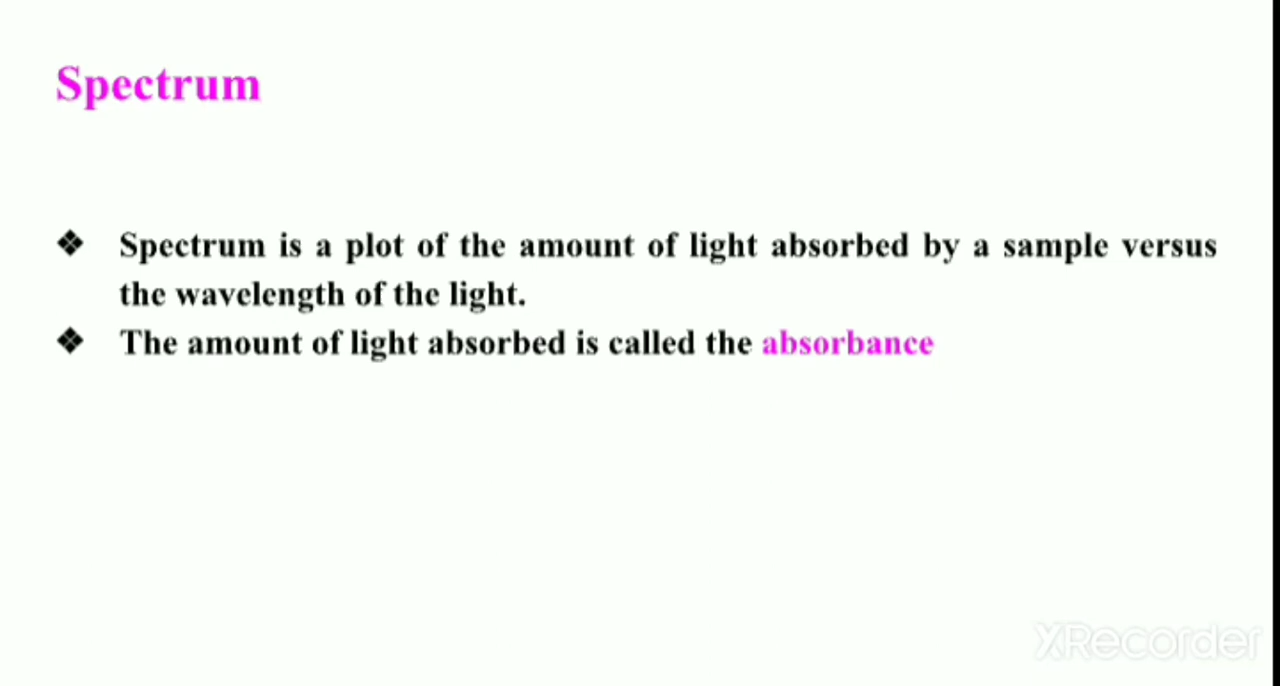 Spectrum
❖ Spectrum is a plot of the amount of light absorbed by a sample versus
the wavelength of the light.
❖ The amount of light absorbed is called the absorbance
XRecorder